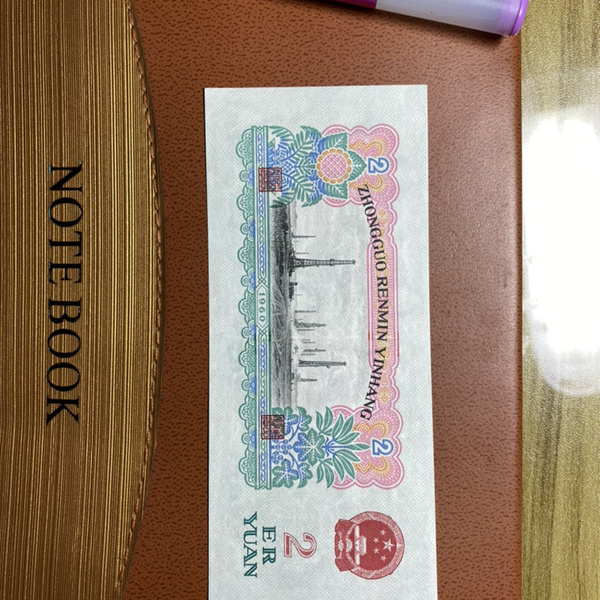 NOTE BOOK
2
ZHONGGUO RENMIN YINHANG
2
1960
2
ER
YUAN